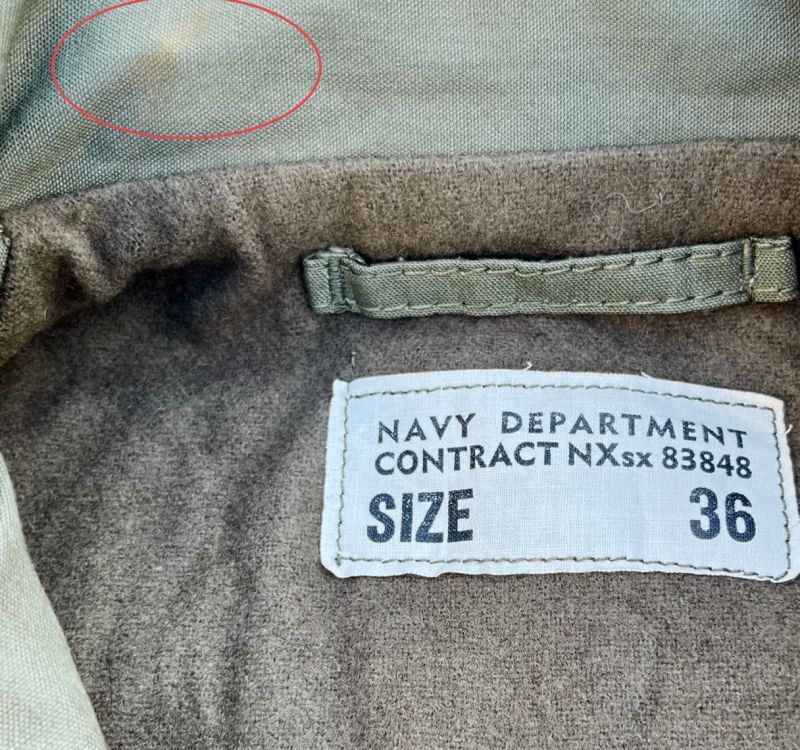 NAVY DEPARTMENT
CONTRACT NXsx 83848
SIZE 36